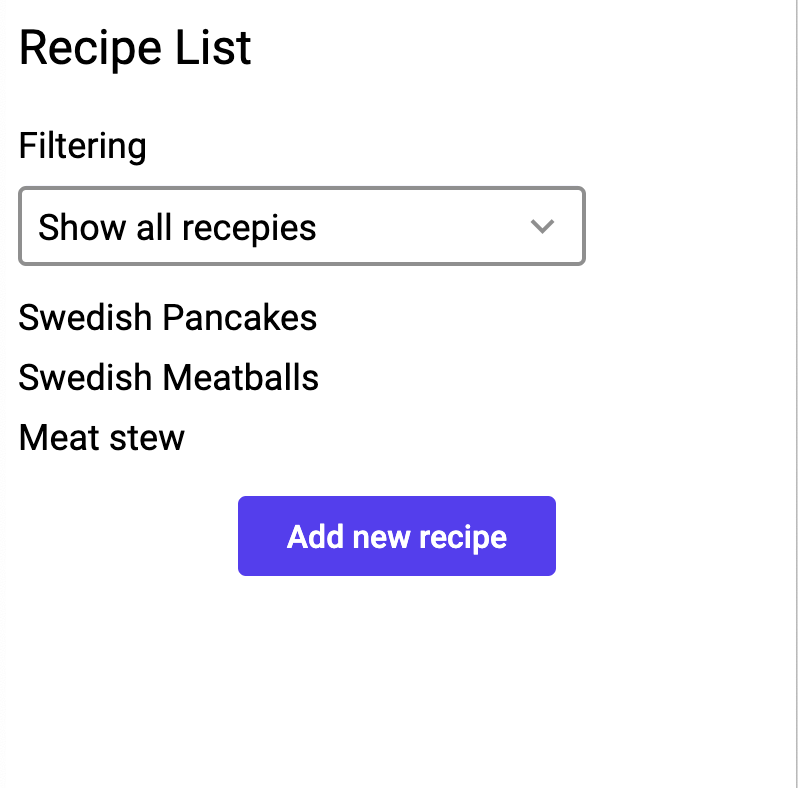 Recipe List
Filtering
Show all recepies
Swedish Pancakes
Swedish Meatballs
Meat stew
Add new recipe